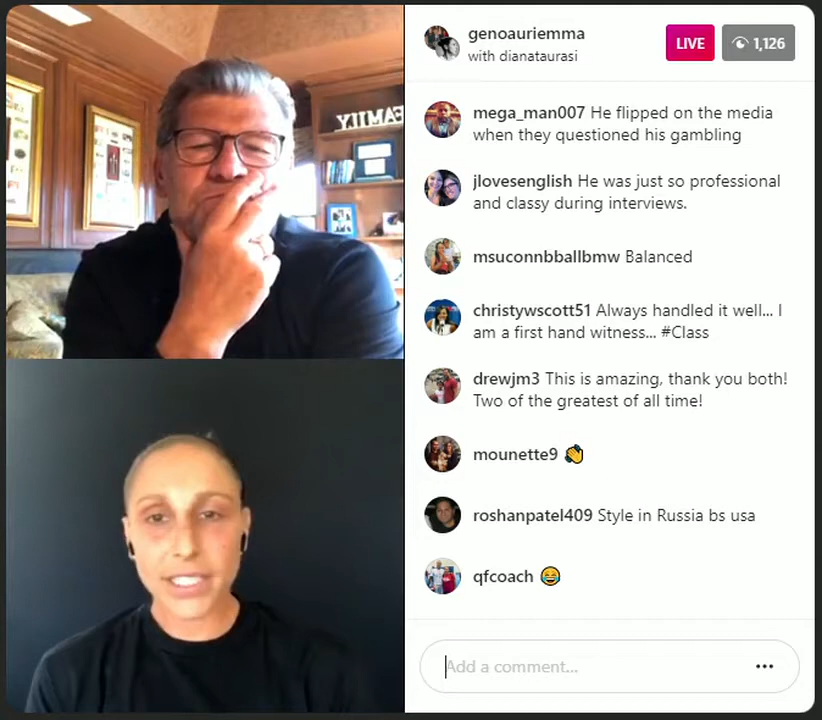 FAMILY
genoauriemma
with dianataurasi
LIVE
1,126
mega_man007 He flipped on the media
when they questioned his gambling
jlovesenglish He was just so professional
and classy during interviews.
msuconnbballbmw Balanced
christywscott51 Always handled it well... I
am a first hand witness... #Class
drewjm3 This is amazing, thank you both!
Two of the greatest of all time!
mounette9 👏
roshanpatel409 Style in Russia bs usa
qfcoach 😂
Add a comment...